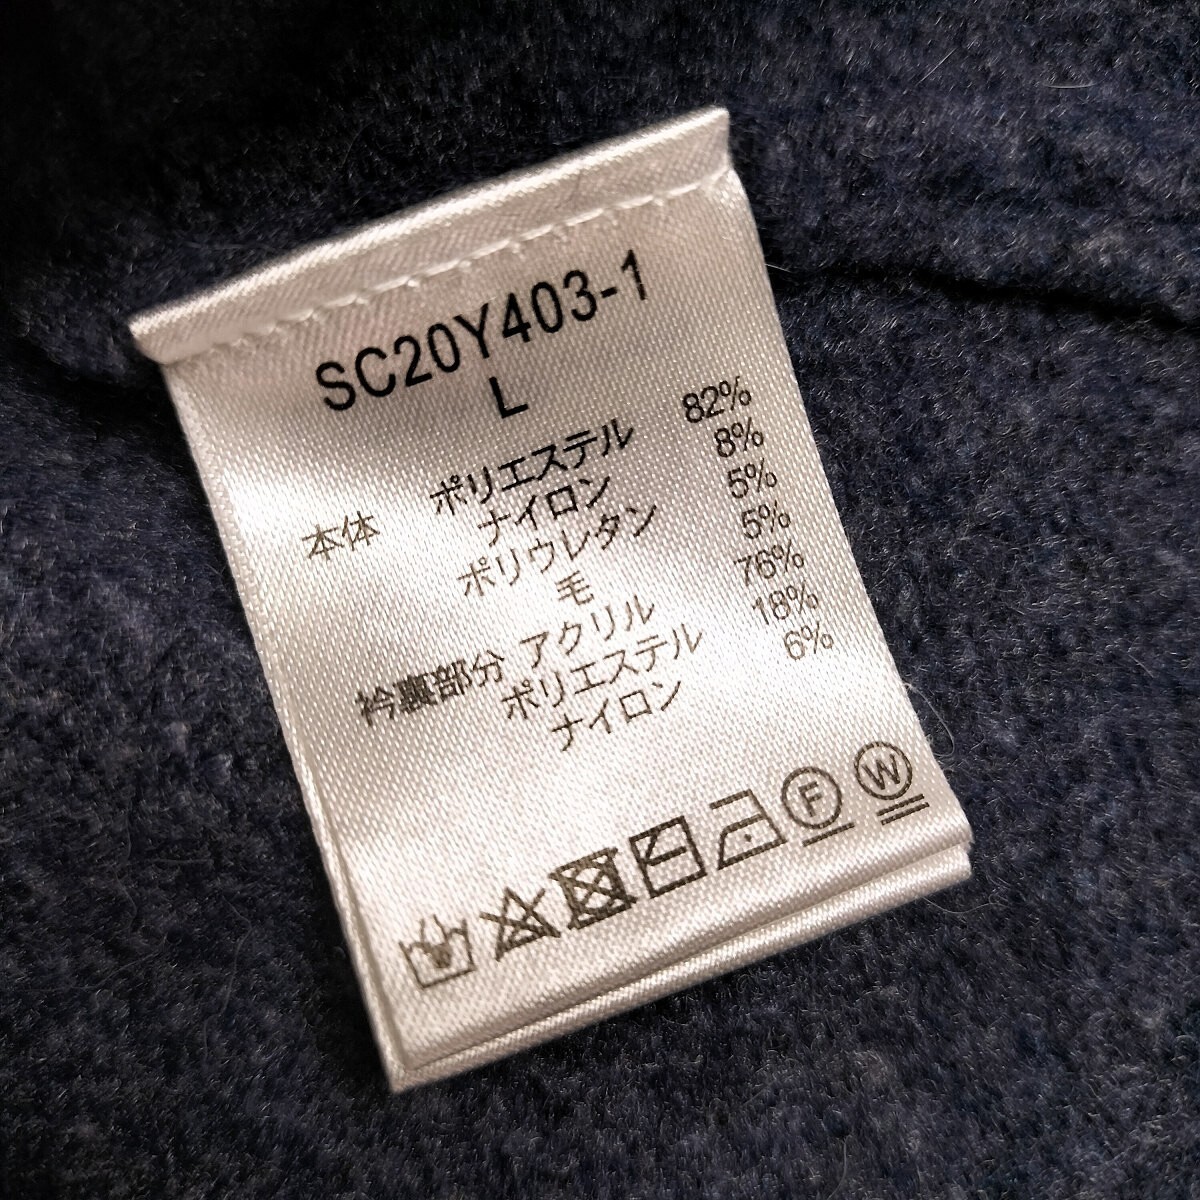 SC20Y403-1
L
本体 ポリエステル 82%
ナイロン 8%
ポリウレタン 5%
毛 5%
衿裏部分 アクリル 76%
ポリエステル 18%
ナイロン 6%
F W